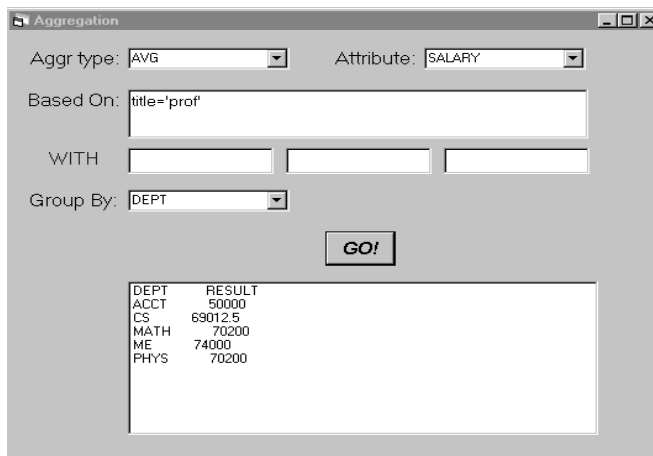 Aggregation
Aggr type: AVG Attribute: SALARY
Based On: title='prof'
WITH
Group By: DEPT
GO!
DEPT RESULT
ACCT 50000
CS 69012.5
MATH 70200
ME 74000
PHYS 70200